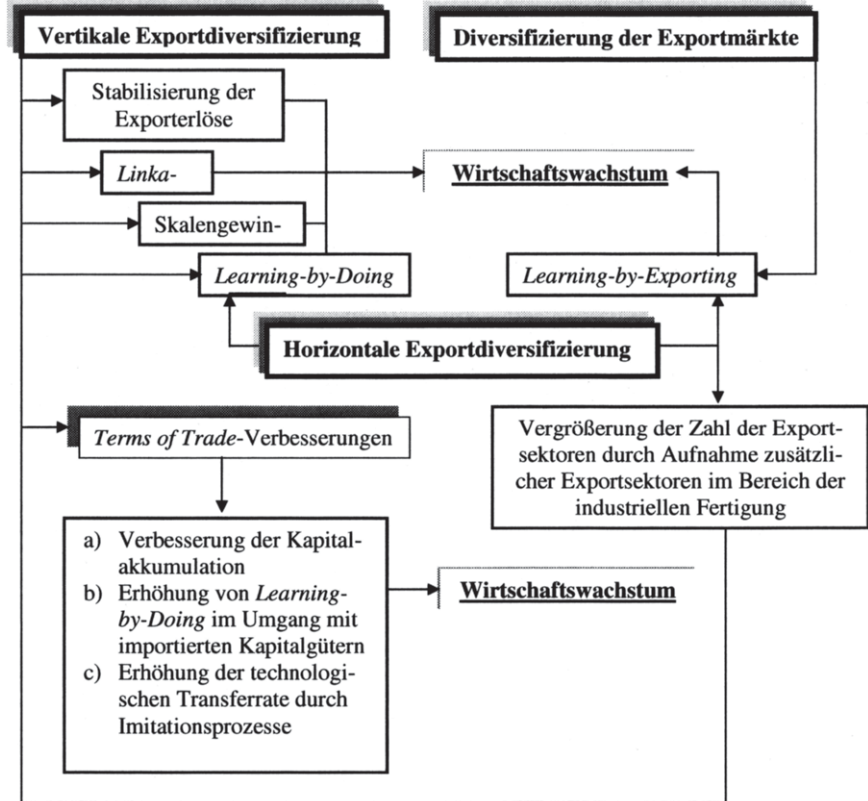 Vertikale Exportdiversifizierung
Diversifizierung der Exportmärkte
Stabilisierung der
Exporterlöse
Linka-
Wirtschaftswachstum
Skalengewin-
Learning-by-Doing
Learning-by-Exporting
Horizontale Exportdiversifizierung
Terms of Trade-Verbesserungen
Vergrößerung der Zahl der Export-
sektoren durch Aufnahme zusätzli-
cher Exportsektoren im Bereich der
industriellen Fertigung
a) Verbesserung der Kapital-
akkumulation
b) Erhöhung von Learning-
by-Doing im Umgang mit
importierten Kapitalgütern
c) Erhöhung der technologi-
schen Transferrate durch
Imitationsprozesse
Wirtschaftswachstum